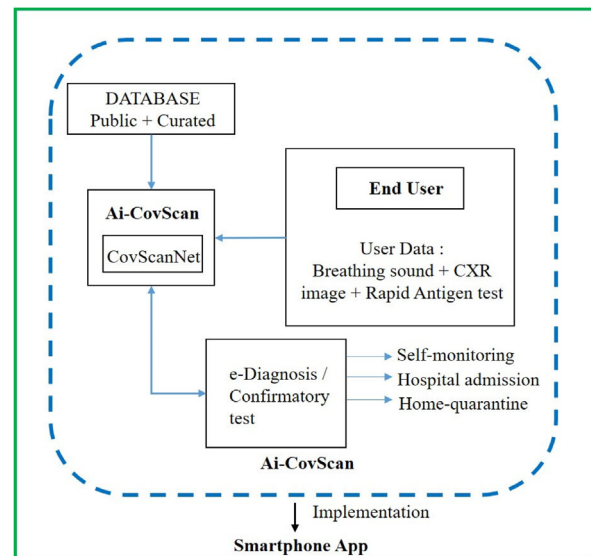 DATABASE
Public + Curated
Ai-CovScan
CovScanNet
End User
User Data :
Breathing sound + CXR
image + Rapid Antigen test
e-Diagnosis /
Confirmatory
test
Self-monitoring
Hospital admission
Home-quarantine
Ai-CovScan
Implementation
Smartphone App